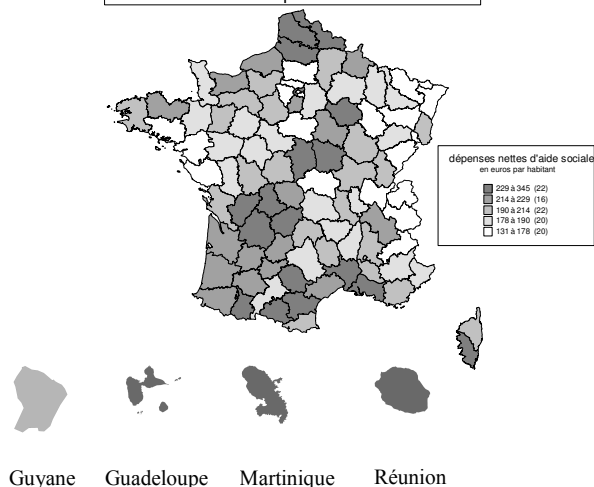 dépenses nettes d'aide sociale
en euros par habitant
229 à 345 (22)
214 à 229 (16)
190 à 214 (22)
178 à 190 (20)
131 à 178 (20)
Guyane Guadeloupe Martinique Réunion